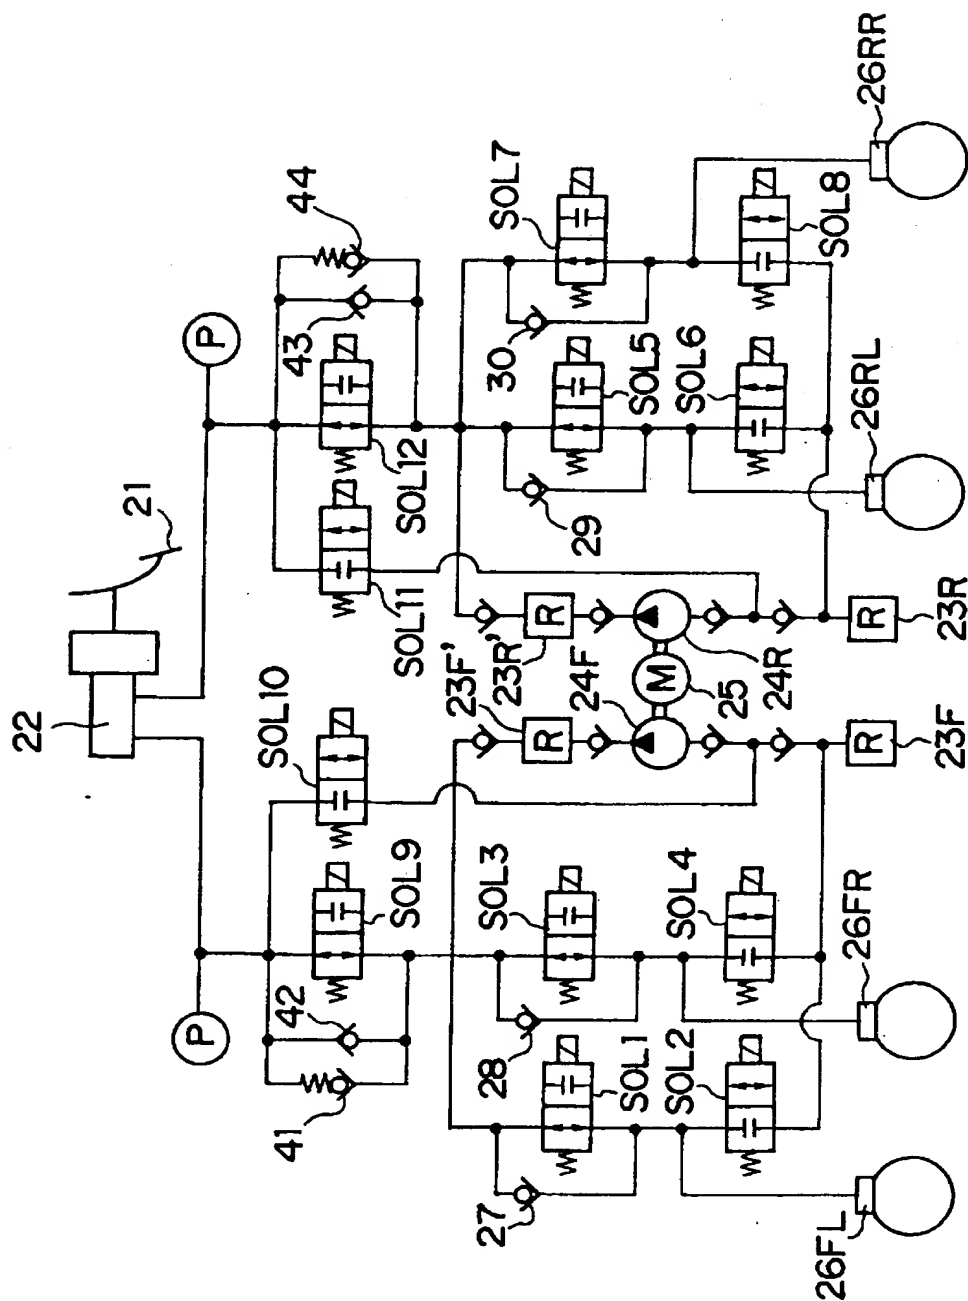 21
22
P
P
44
43
SOL12
SOL11
SOL10
SOL9
42
41
SOL7
30
SOL5
29
SOL8
SOL6
26RR
26RL
23F'
23R'
24F
R
R
M
25
24R
23R
R
23F
R
SOL3
28
SOL1
27
SOL4
SOL2
26FR
26FL